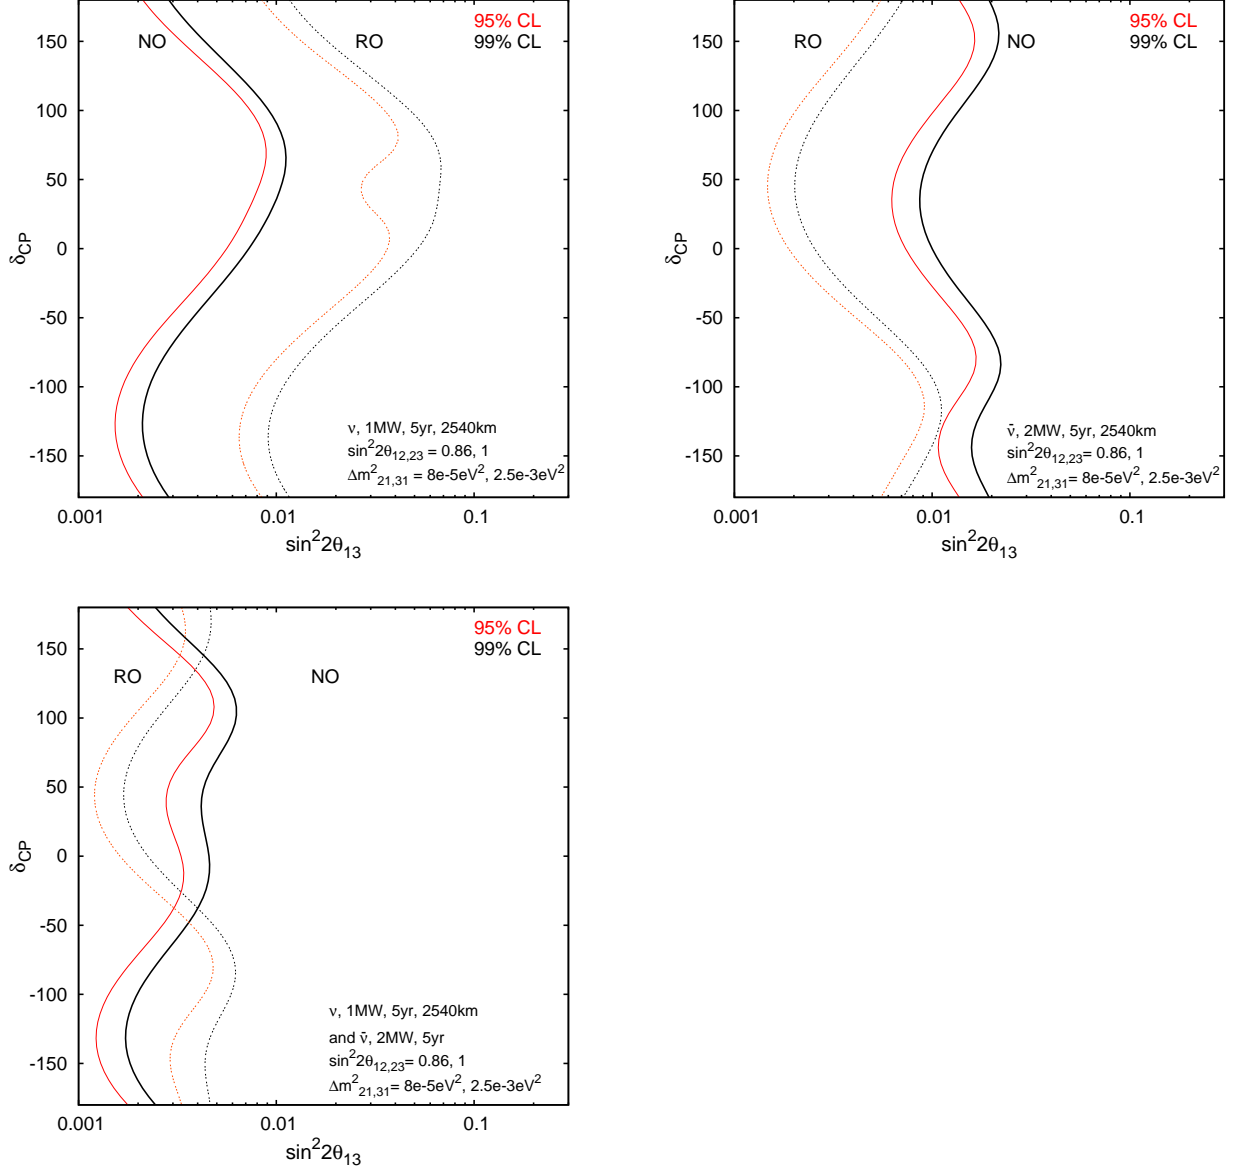 95% CL
99% CL
NO
RO
150
100
50
0
-50
-100
-150
δCP
ν, 1MW, 5yr, 2540km
sin²2θ12,23 = 0.86, 1
Δm²21,31 = 8e-5eV², 2.5e-3eV²
0.001
0.01
0.1
sin²2θ13
95% CL
99% CL
RO
NO
150
100
50
0
-50
-100
-150
δCP
ν̄, 2MW, 5yr, 2540km
sin²2θ12,23= 0.86, 1
Δm²21,31= 8e-5eV², 2.5e-3eV²
0.001
0.01
0.1
sin²2θ13
95% CL
99% CL
RO
NO
150
100
50
0
-50
-100
-150
δCP
ν, 1MW, 5yr, 2540km
and ν̄, 2MW, 5yr
sin²2θ12,23= 0.86, 1
Δm²21,31= 8e-5eV², 2.5e-3eV²
0.001
0.01
0.1
sin²2θ13